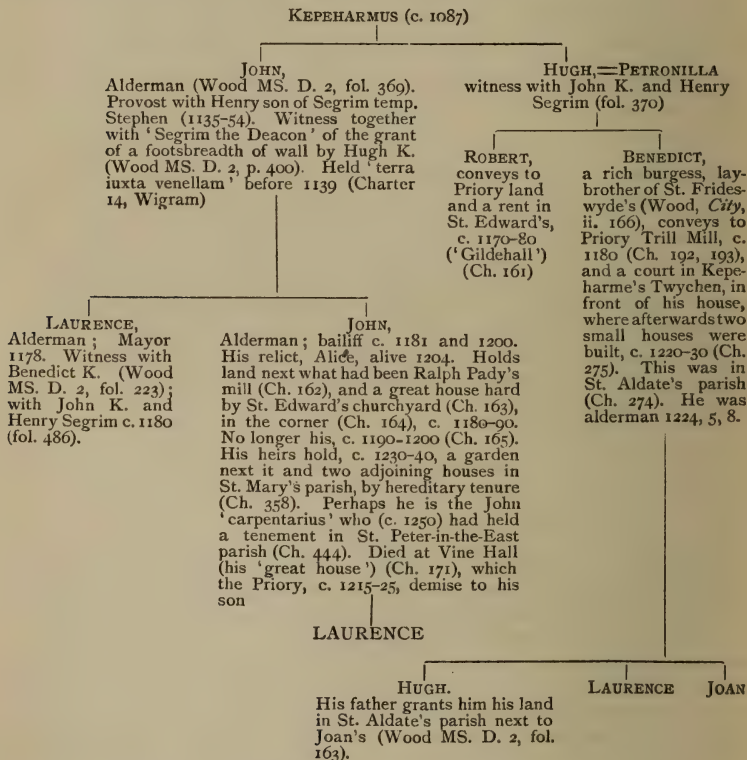 KEPEHARMUS (c. 1087)
JOHN,
Alderman (Wood MS. D. 2, fol. 369).
Provost with Henry son of Segrim temp.
Stephen (1135-54). Witness together
with ‘Segrim the Deacon’ of the grant
of a footsbreadth of wall by Hugh K.
(Wood MS. D. 2, p. 400). Held ‘terra
iuxta venellam’ before 1139 (Charter
14, Wigram)
HUGH,=PETRONILLA
witness with John K. and Henry
Segrim (fol. 370)
ROBERT,
conveys to
Priory land
and a rent in
St. Edward's,
c. 1170-80
(‘Gildehall’)
(Ch. 161)
BENEDICT,
a rich burgess, lay-
brother of St. Frides-
wyde's (Wood, City,
ii. 166), conveys to
Priory Trill Mill, c.
1180 (Ch. 192, 193),
and a court in Kepe-
harme's Twychen, in
front of his house,
where afterwards two
small houses were
built, c. 1220-30 (Ch.
275). This was in
St. Aldate's parish
(Ch. 274). He was
alderman 1224, 5, 8.
LAURENCE,
Alderman; Mayor
1178. Witness with
Benedict K. (Wood
MS. D. 2, fol. 223);
with John K. and
Henry Segrim c. 1180
(fol. 486).
JOHN,
Alderman; bailiff c. 1181 and 1200.
His relict, Alice, alive 1204. Holds
land next what had been Ralph Pady's
mill (Ch. 162), and a great house hard
by St. Edward's churchyard (Ch. 163),
in the corner (Ch. 164), c. 1180-90.
No longer his, c. 1190-1200 (Ch. 165).
His heirs hold, c. 1230-40, a garden
next it and two adjoining houses in
St. Mary's parish, by hereditary tenure
(Ch. 358). Perhaps he is the John
‘carpentarius’ who (c. 1250) had held
a tenement in St. Peter-in-the-East
parish (Ch. 444). Died at Vine Hall
(his ‘great house’) (Ch. 171), which
the Priory, c. 1215-25, demise to his
son
LAURENCE
HUGH.
His father grants him his land
in St. Aldate's parish next to
Joan's (Wood MS. D. 2, fol.
163).
LAURENCE
JOAN